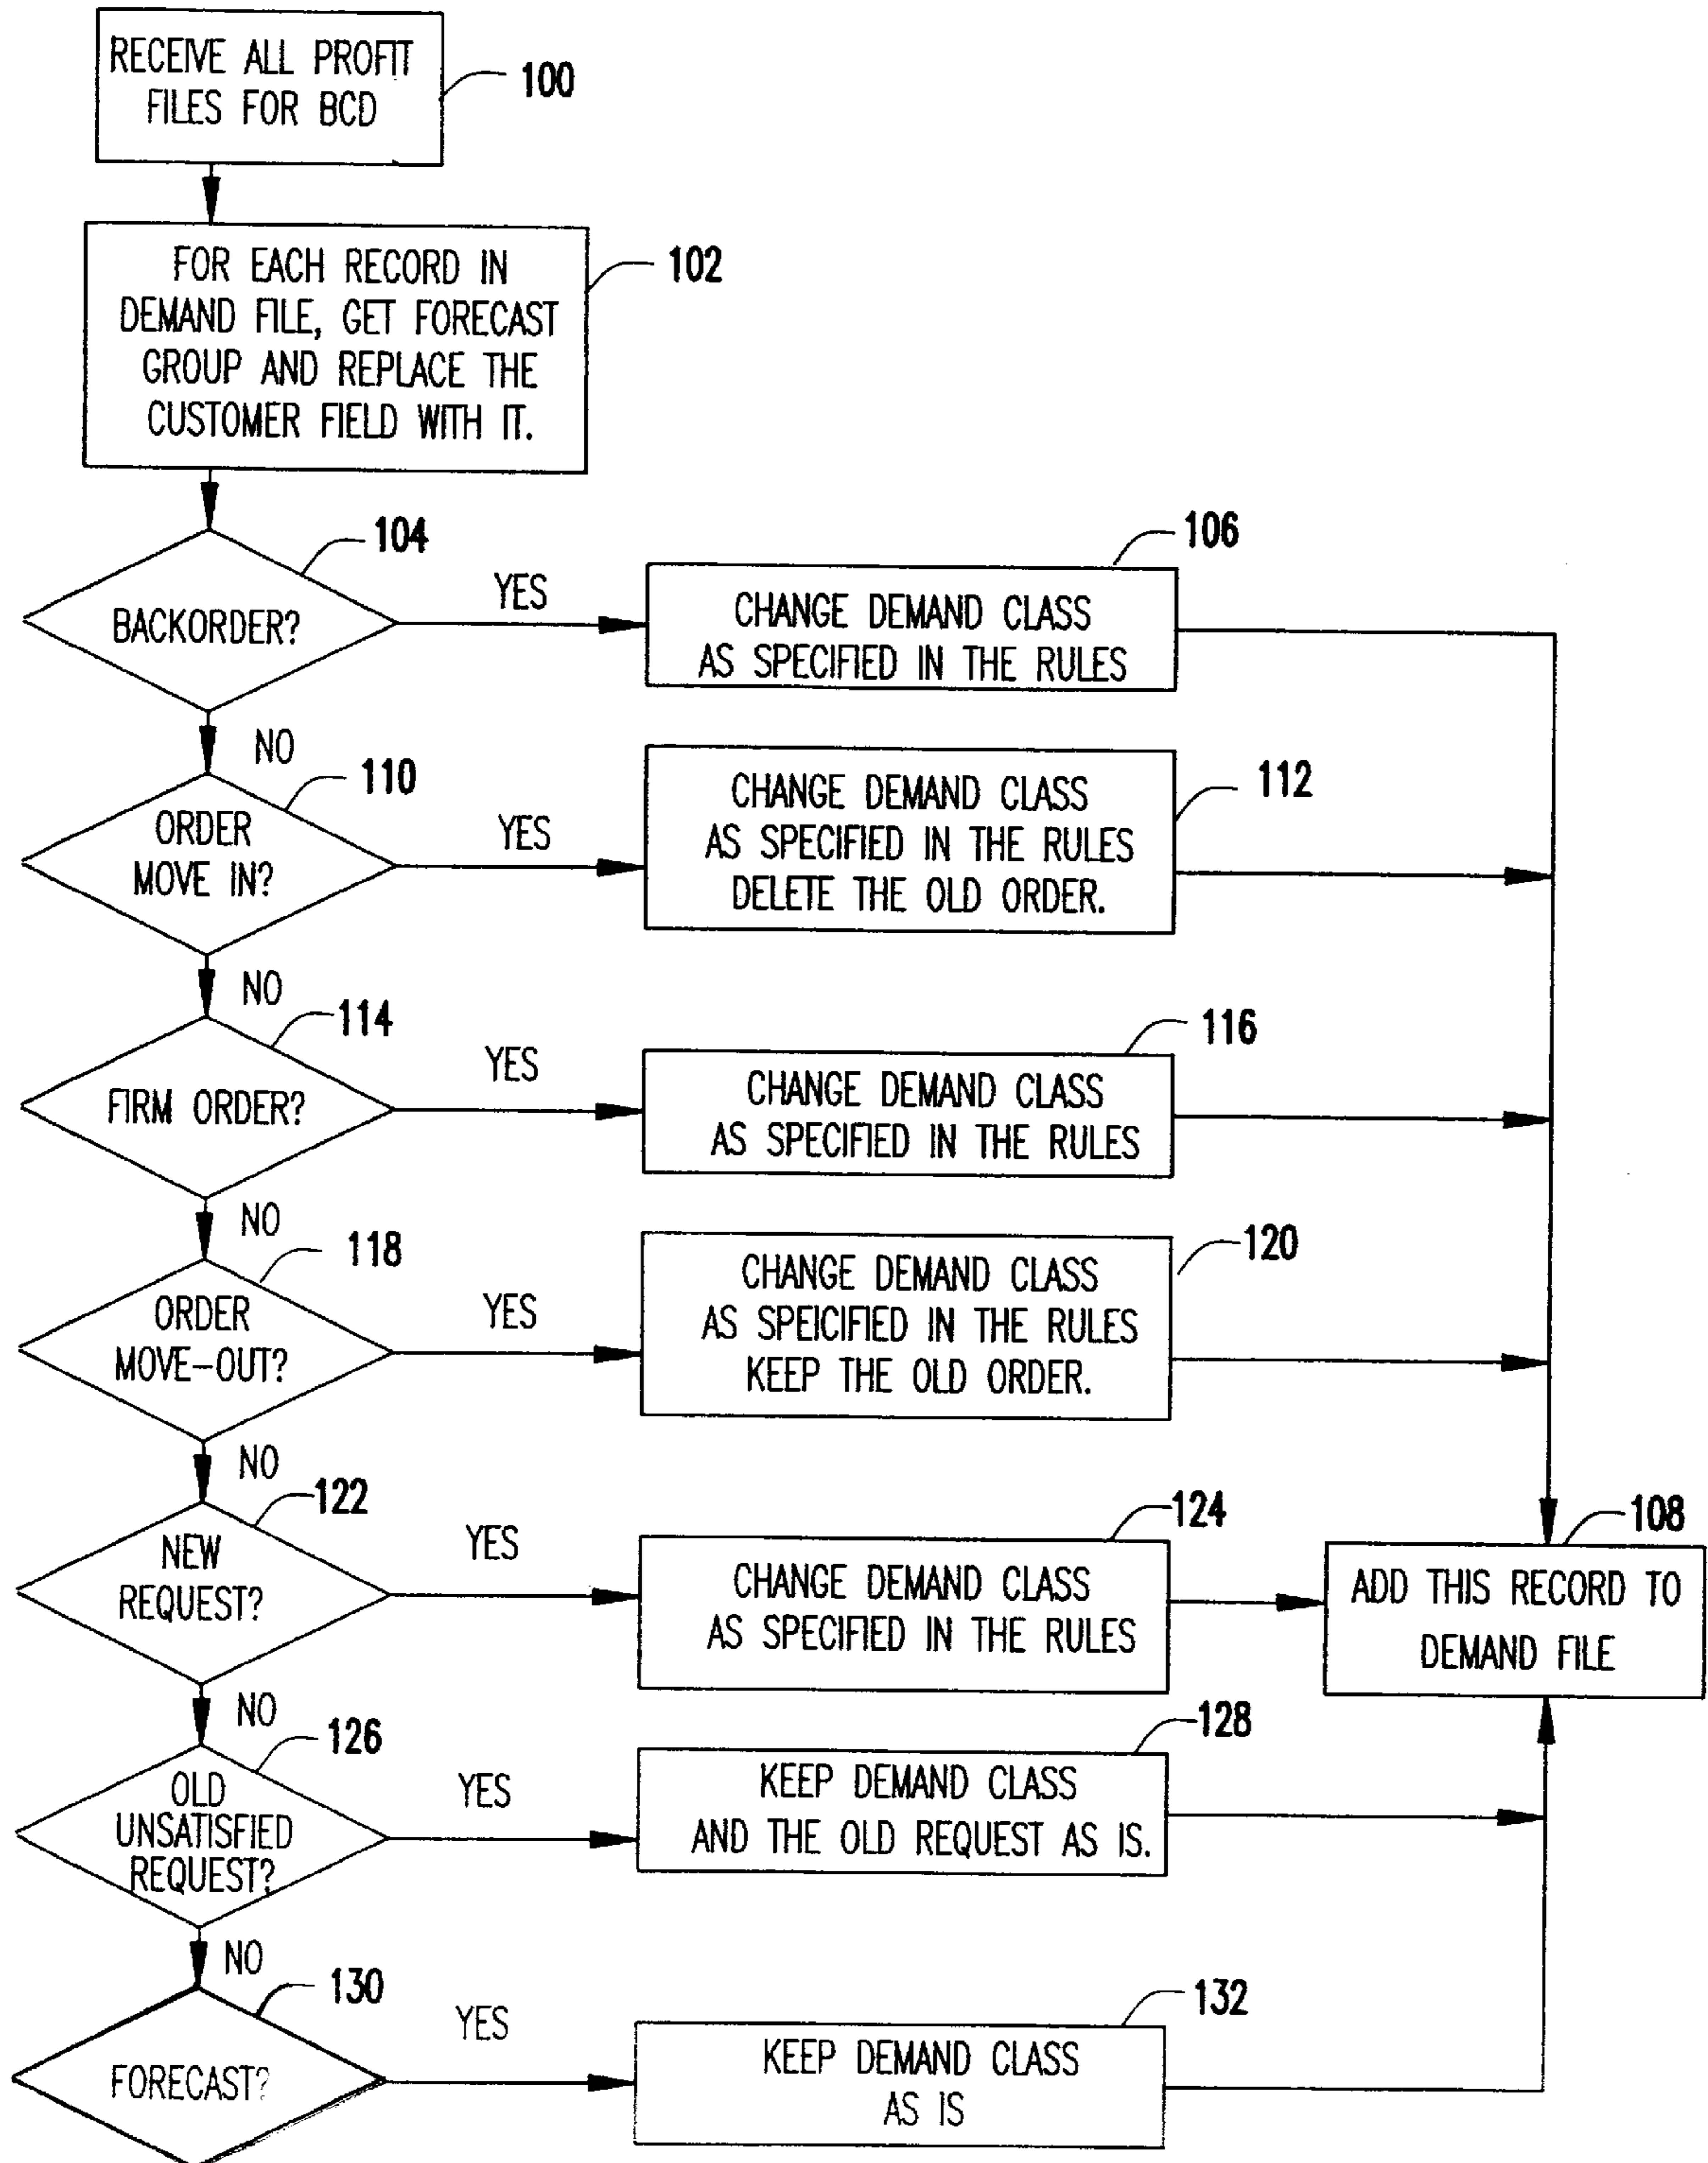 RECEIVE ALL PROFIT
FILES FOR BCD
100
FOR EACH RECORD IN
DEMAND FILE, GET FORECAST
GROUP AND REPLACE THE
CUSTOMER FIELD WITH IT.
102
BACKORDER?
104
YES
CHANGE DEMAND CLASS
AS SPECIFIED IN THE RULES
106
NO
ORDER
MOVE IN?
110
YES
CHANGE DEMAND CLASS
AS SPECIFIED IN THE RULES
DELETE THE OLD ORDER.
112
NO
FIRM ORDER?
114
YES
CHANGE DEMAND CLASS
AS SPECIFIED IN THE RULES
116
NO
ORDER
MOVE-OUT?
118
YES
CHANGE DEMAND CLASS
AS SPEICIFIED IN THE RULES
KEEP THE OLD ORDER.
120
NO
NEW
REQUEST?
122
YES
CHANGE DEMAND CLASS
AS SPECIFIED IN THE RULES
124
ADD THIS RECORD TO
DEMAND FILE
108
NO
OLD
UNSATISFIED
REQUEST?
126
YES
KEEP DEMAND CLASS
AND THE OLD REQUEST AS IS.
128
NO
FORECAST?
130
YES
KEEP DEMAND CLASS
AS IS
132